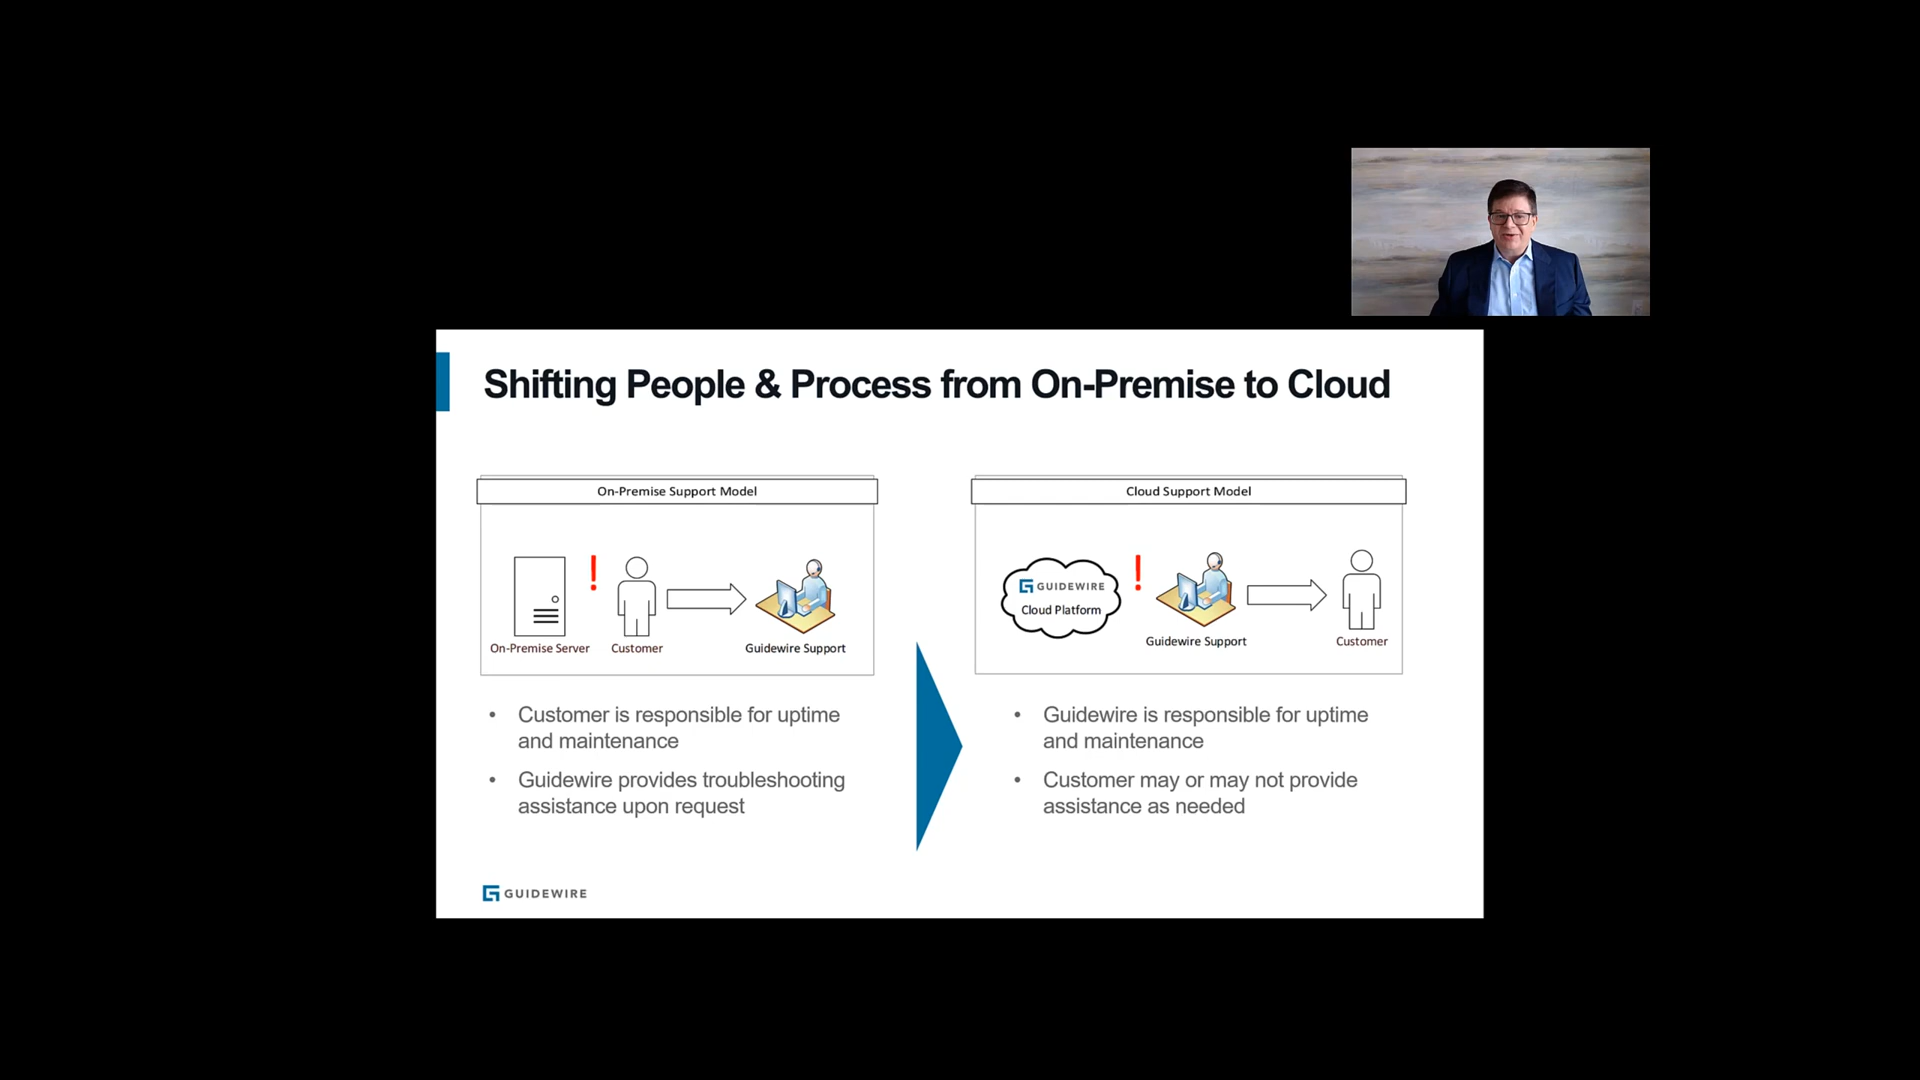 Shifting People & Process from On-Premise to Cloud
On-Premise Support Model
!
On-Premise Server
Customer
Guidewire Support
• Customer is responsible for uptime
and maintenance
• Guidewire provides troubleshooting
assistance upon request
Cloud Support Model
GUIDEWIRE
Cloud Platform
!
Guidewire Support
Customer
• Guidewire is responsible for uptime
and maintenance
• Customer may or may not provide
assistance as needed
GUIDEWIRE